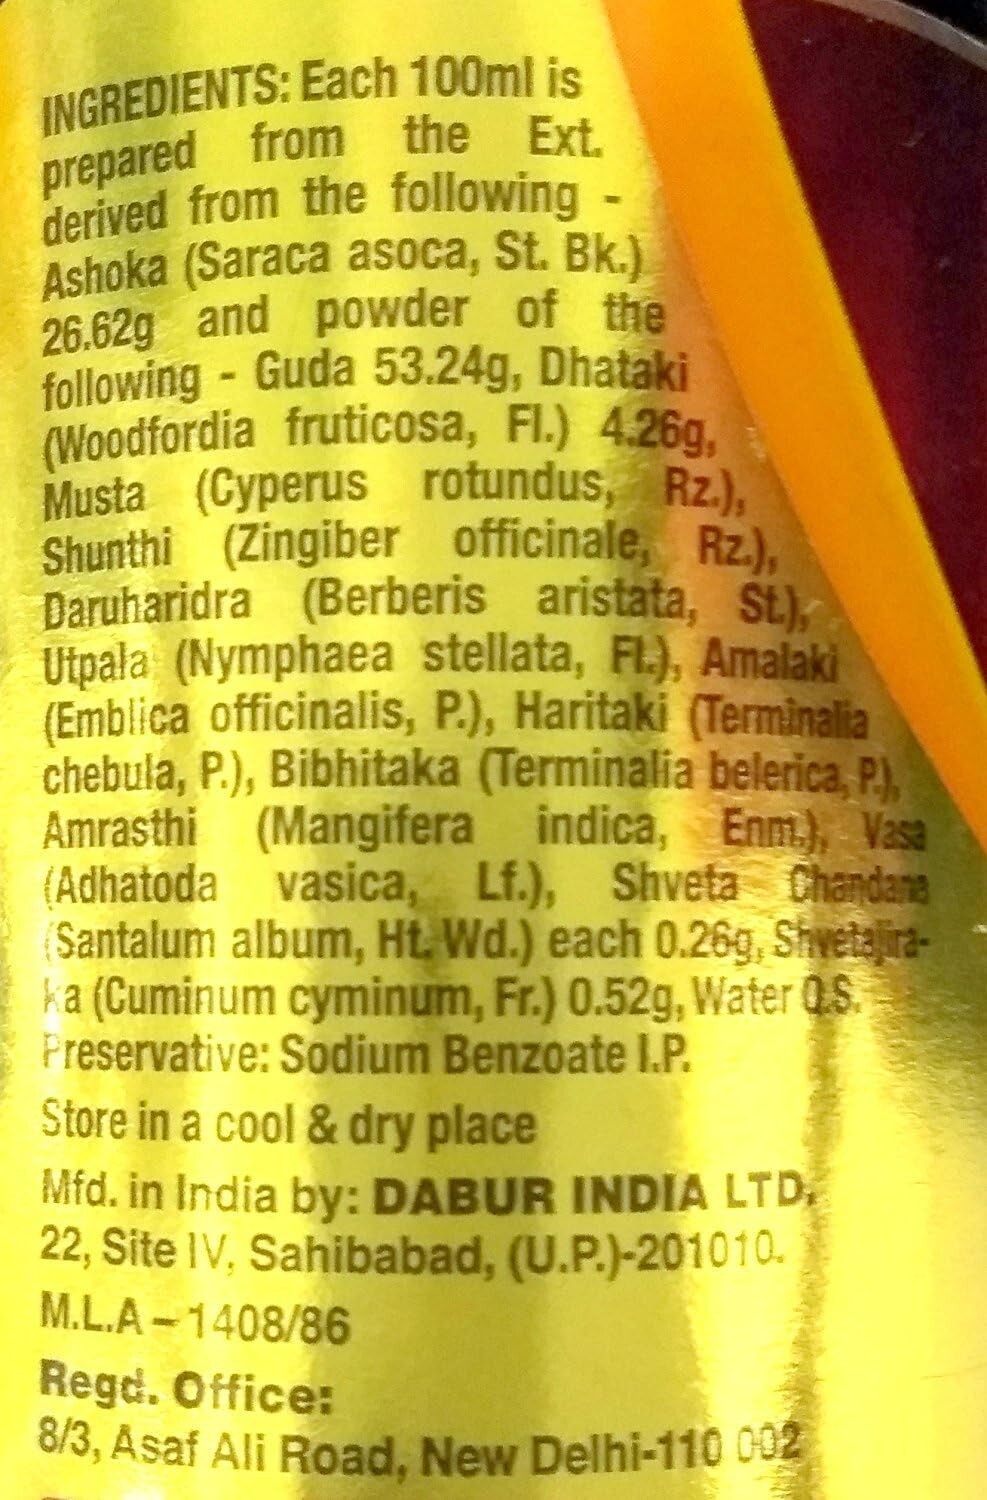 INGREDIENTS: Each 100ml is
prepared from the Ext.
derived from the following -
Ashoka (Saraca asoca, St. Bk.)
26.62g and powder of the
following - Guda 53.24g, Dhataki
(Woodfordia fruticosa, Fl.) 4.26g,
Musta (Cyperus rotundus, Rz.),
Shunthi (Zingiber officinale, Rz.),
Daruharidra (Berberis aristata, St.),
Utpala (Nymphaea stellata, Fl.), Amalaki
(Emblica officinalis, P.), Haritaki (Terminalia
chebula, P.), Bibhitaka (Terminalia belerica, P.),
Amrasthi (Mangifera indica, Enm.), Vasa
(Adhatoda vasica, Lf.), Shveta Chandana
(Santalum album, Ht. Wd.) each 0.26g, Shvetajira-
ka (Cuminum cyminum, Fr.) 0.52g, Water Q.S.
Preservative: Sodium Benzoate I.P.
Store in a cool & dry place
Mfd. in India by: DABUR INDIA LTD.
22, Site IV, Sahibabad, (U.P.)-201010.
M.L.A – 1408/86
Regd. Office:
8/3, Asaf Ali Road, New Delhi-110 002